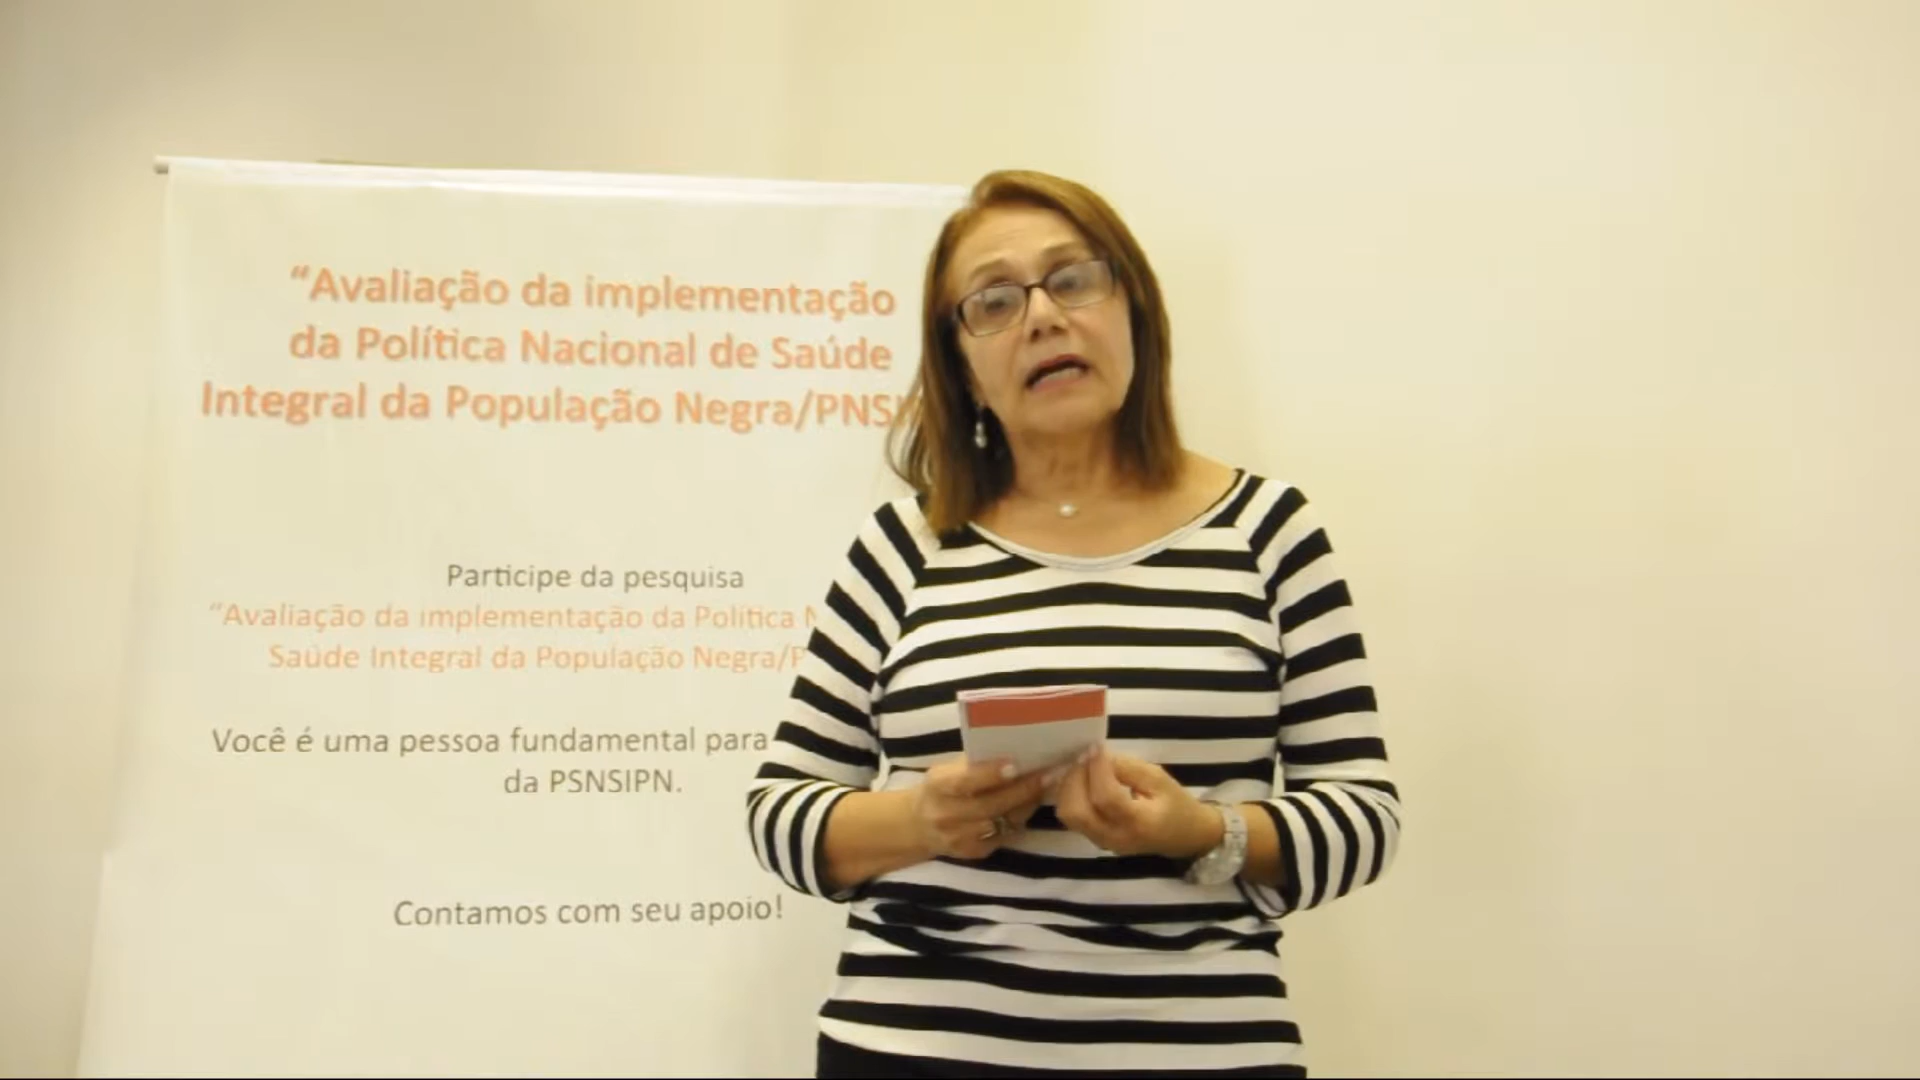 “Avaliação da implementação
da Política Nacional de Saúde
Integral da População Negra/PNS
Participe da pesquisa
“Avaliação da implementação da Política
Saúde Integral da População Negra/P
Você é uma pessoa fundamental para
da PSNSIPN.
Contamos com seu apoio!